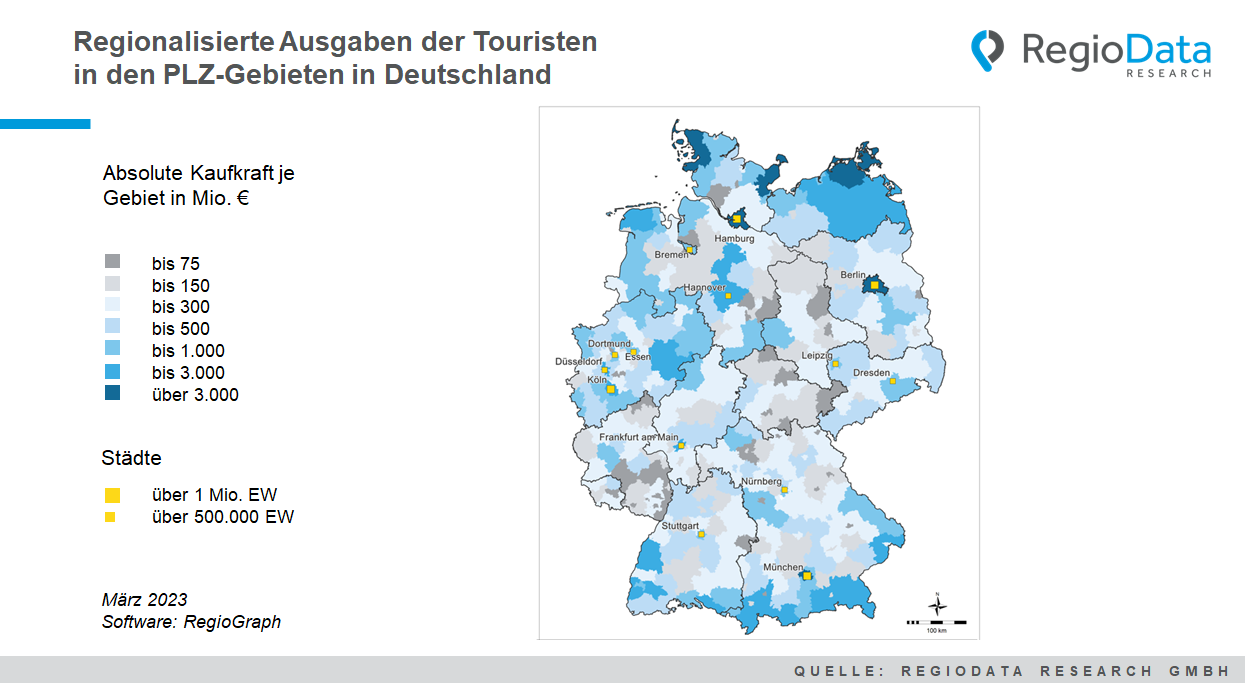 Regionalisierte Ausgaben der Touristen
in den PLZ-Gebieten in Deutschland
RegioData
RESEARCH
Absolute Kaufkraft je
Gebiet in Mio. €
bis 75
bis 150
bis 300
bis 500
bis 1.000
bis 3.000
über 3.000
Städte
über 1 Mio. EW
über 500.000 EW
März 2023
Software: RegioGraph
Hamburg
Bremen
Berlin
Hannover
Dortmund
Essen
Düsseldorf
Köln
Leipzig
Dresden
Frankfurt am Main
Nürnberg
Stuttgart
München
N
100 km
QUELLE: REGIODATA RESEARCH GMBH